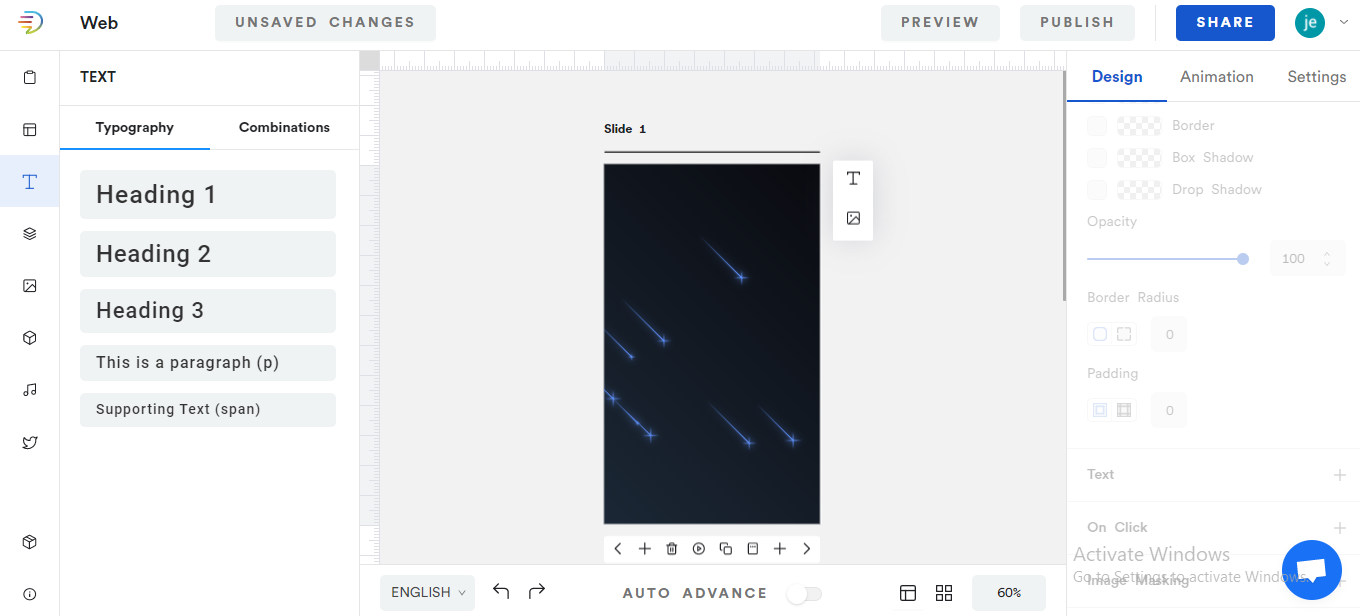 Web
UNSAVED CHANGES
PREVIEW
PUBLISH
SHARE
je
TEXT
Typography
Combinations
Heading 1
Heading 2
Heading 3
This is a paragraph (p)
Supporting Text (span)
Slide 1
ENGLISH
AUTO ADVANCE
60%
Design
Animation
Settings
Border
Box Shadow
Drop Shadow
Opacity
100
Border Radius
0
Padding
0
Text
On Click
Image Masking
Activate Windows
Go to Settings to activate Windows.